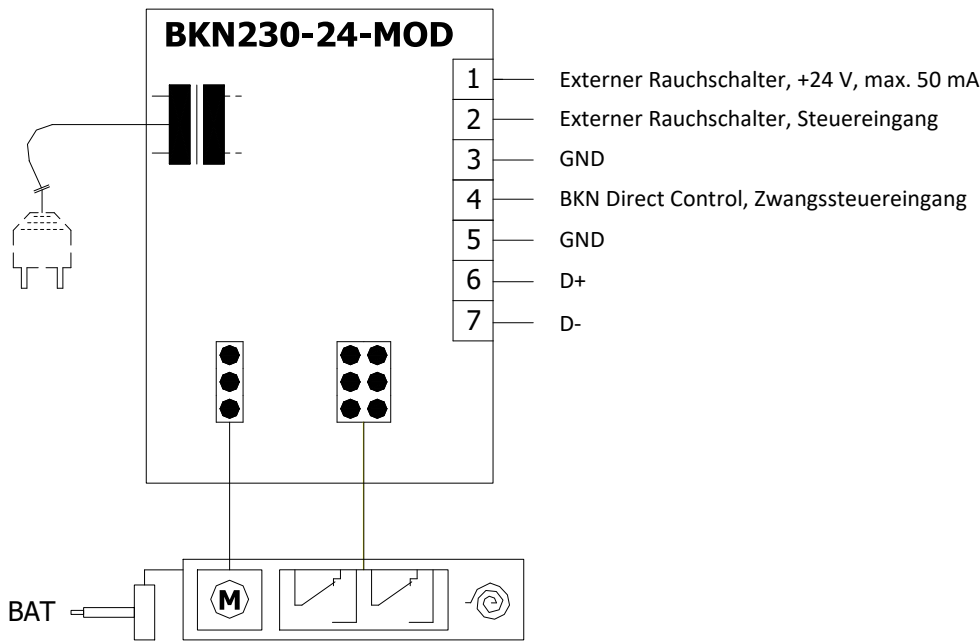 BKN230-24-MOD
1 Externer Rauchschalter, +24 V, max. 50 mA
2 Externer Rauchschalter, Steuereingang
3 GND
4 BKN Direct Control, Zwangssteuereingang
5 GND
6 D+
7 D-
BAT
M